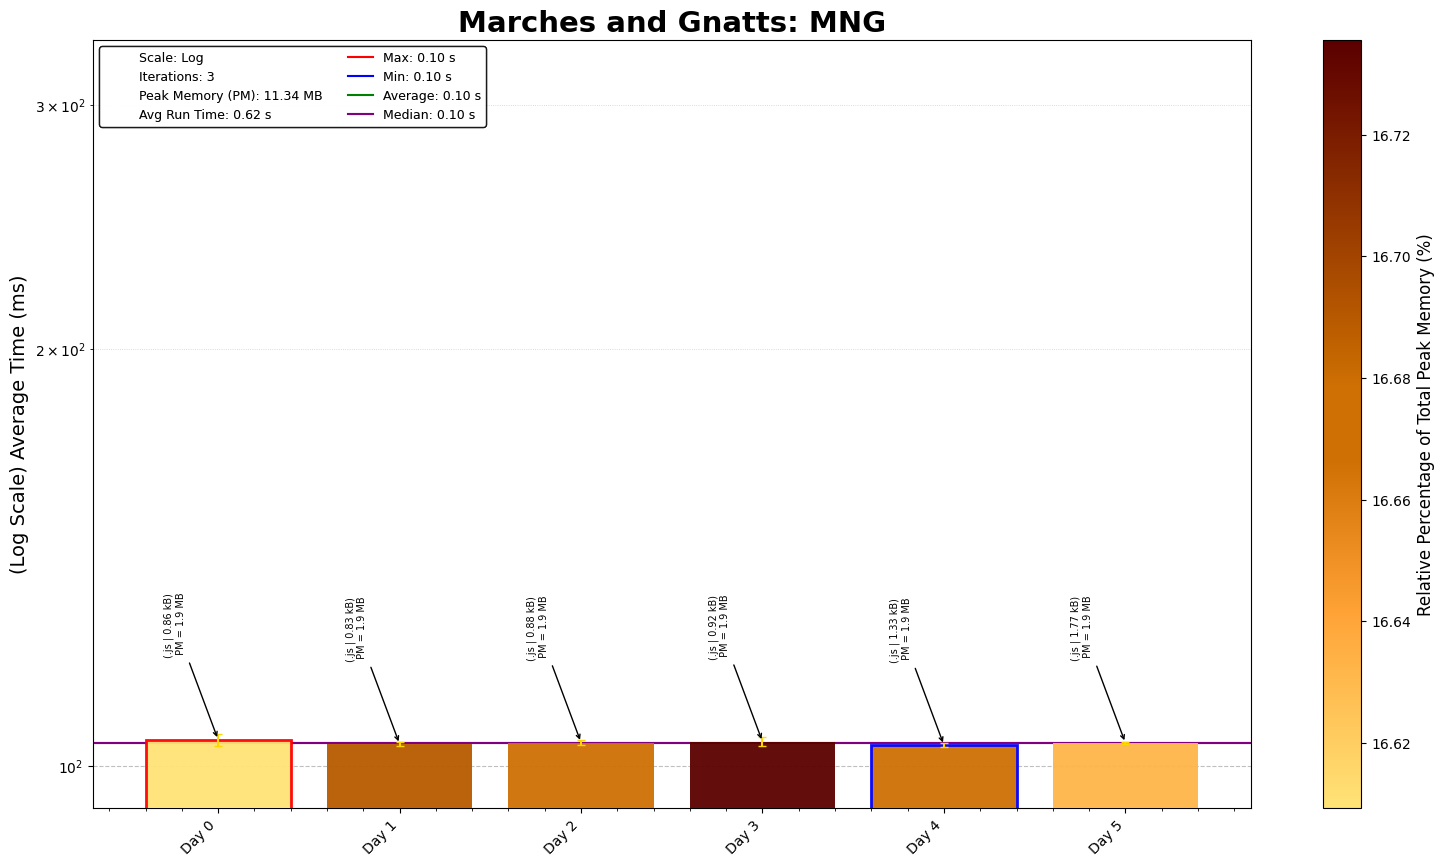 Marches and Gnatts: MNG
Scale: Log
Iterations: 3
Peak Memory (PM): 11.34 MB
Avg Run Time: 0.62 s
Max: 0.10 s
Min: 0.10 s
Average: 0.10 s
Median: 0.10 s
(Log Scale) Average Time (ms)
3 × 10²
2 × 10²
10²
(.js | 0.86 kB)
PM = 1.9 MB
(.js | 0.83 kB)
PM = 1.9 MB
(.js | 0.88 kB)
PM = 1.9 MB
(.js | 0.92 kB)
PM = 1.9 MB
(.js | 1.33 kB)
PM = 1.9 MB
(.js | 1.77 kB)
PM = 1.9 MB
Day 0
Day 1
Day 2
Day 3
Day 4
Day 5
16.72
16.70
16.68
16.66
16.64
16.62
Relative Percentage of Total Peak Memory (%)